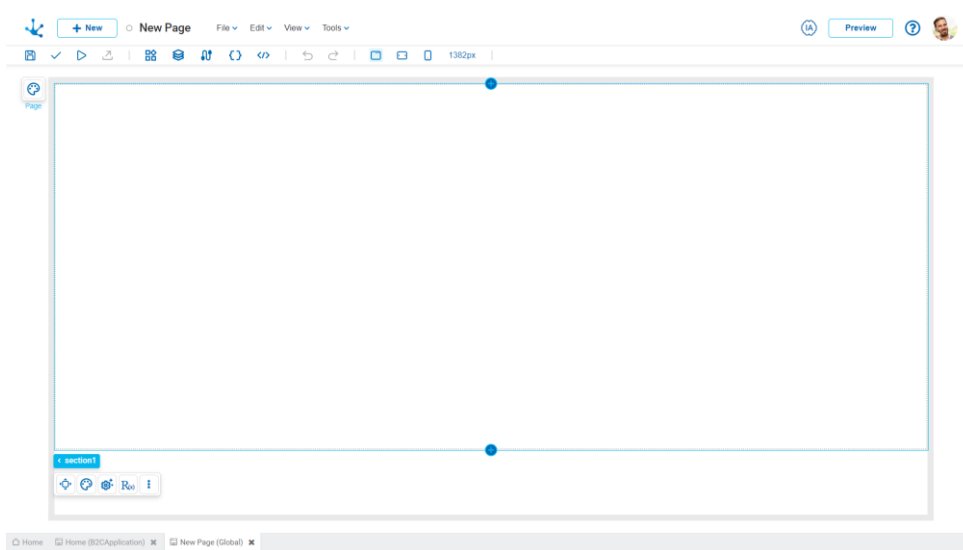 + New
New Page
File
Edit
View
Tools
IA
Preview
?
1382px
Page
< section1
R(x)
Home
Home (B2CApplication)
New Page (Global)